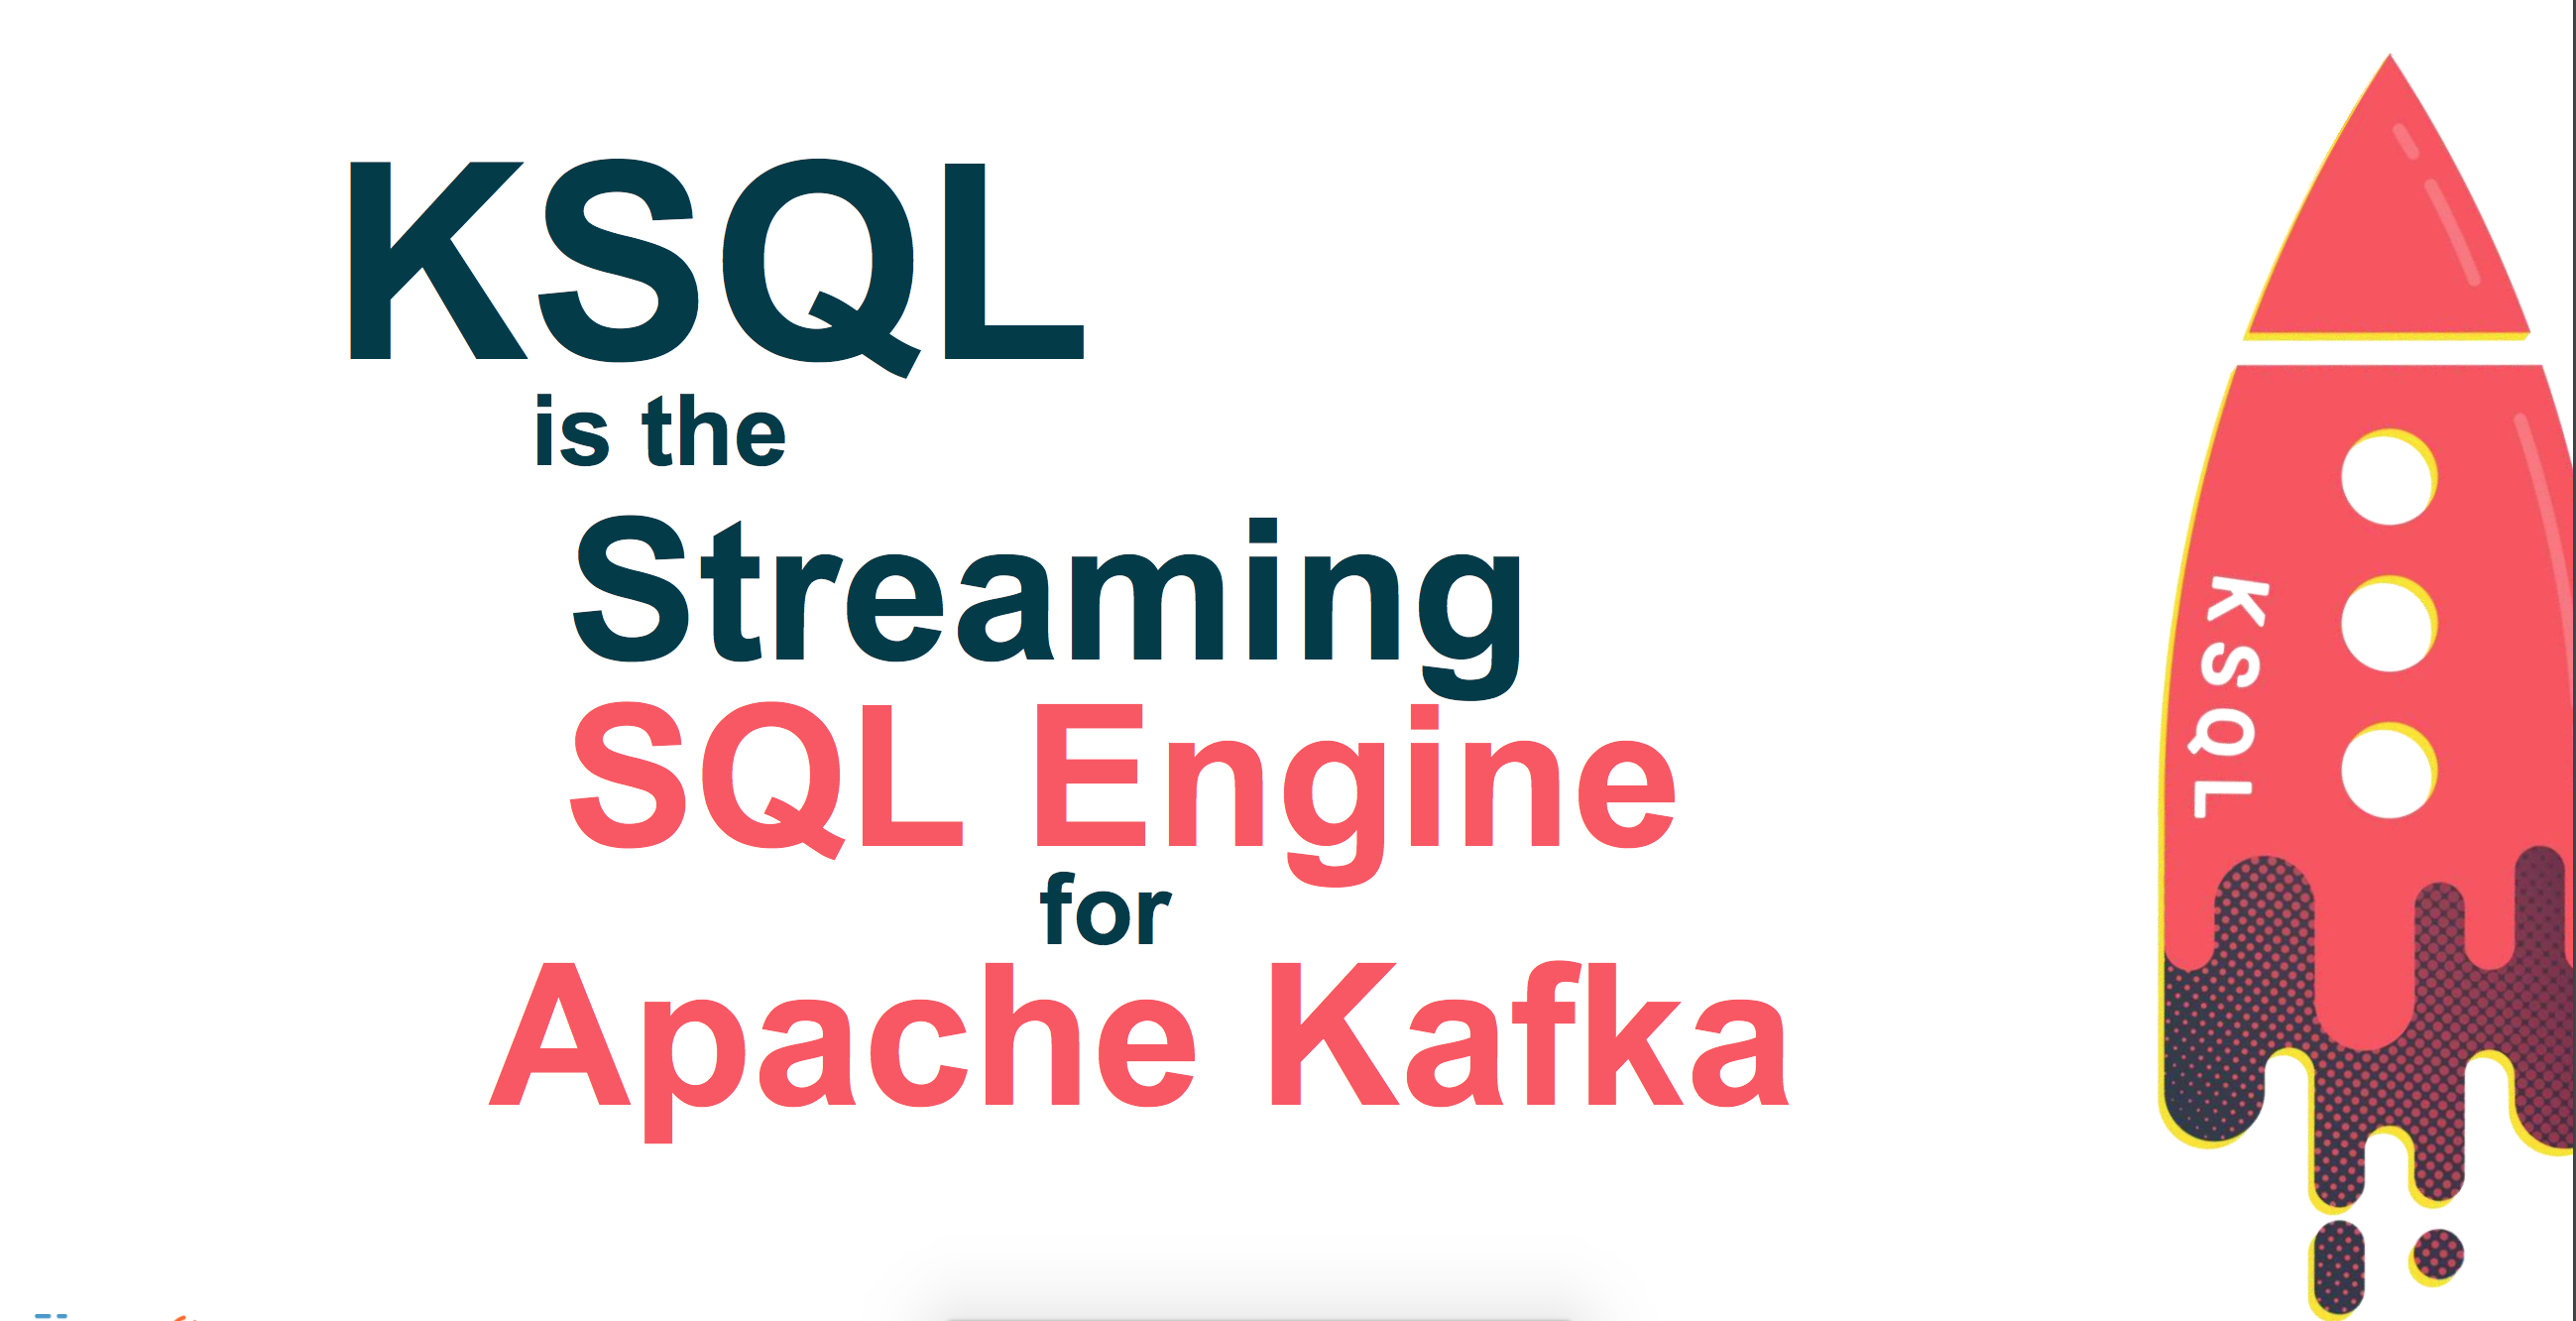 KSQL
is the
Streaming
SQL Engine
for
Apache Kafka
KSQL